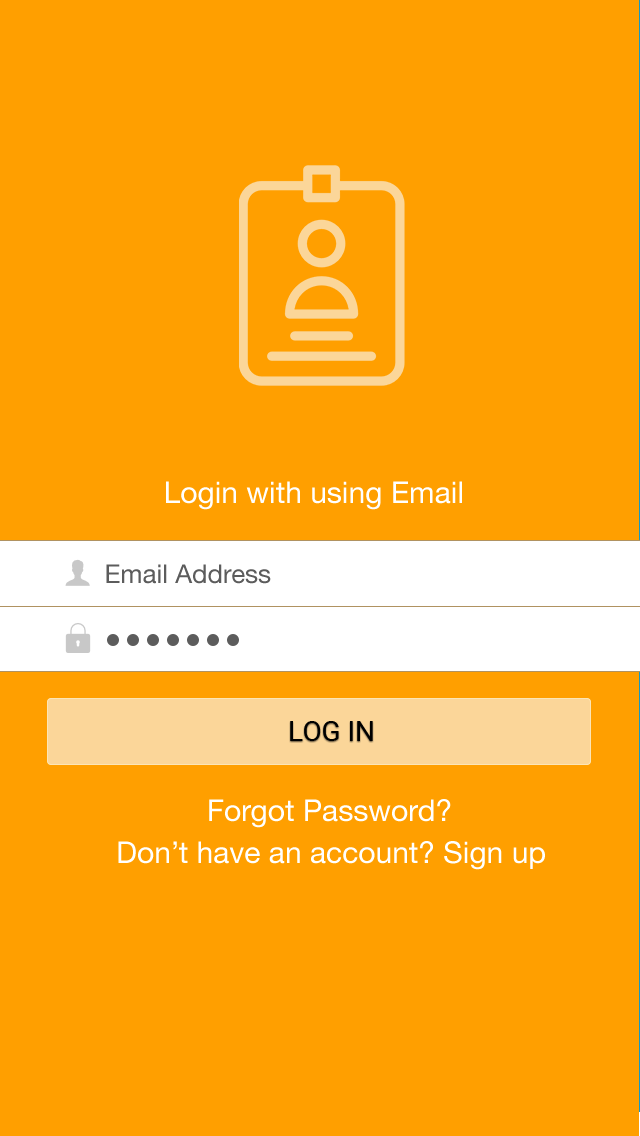 Login with using Email
Email Address
●●●●●●●
LOG IN
Forgot Password?
Don’t have an account? Sign up